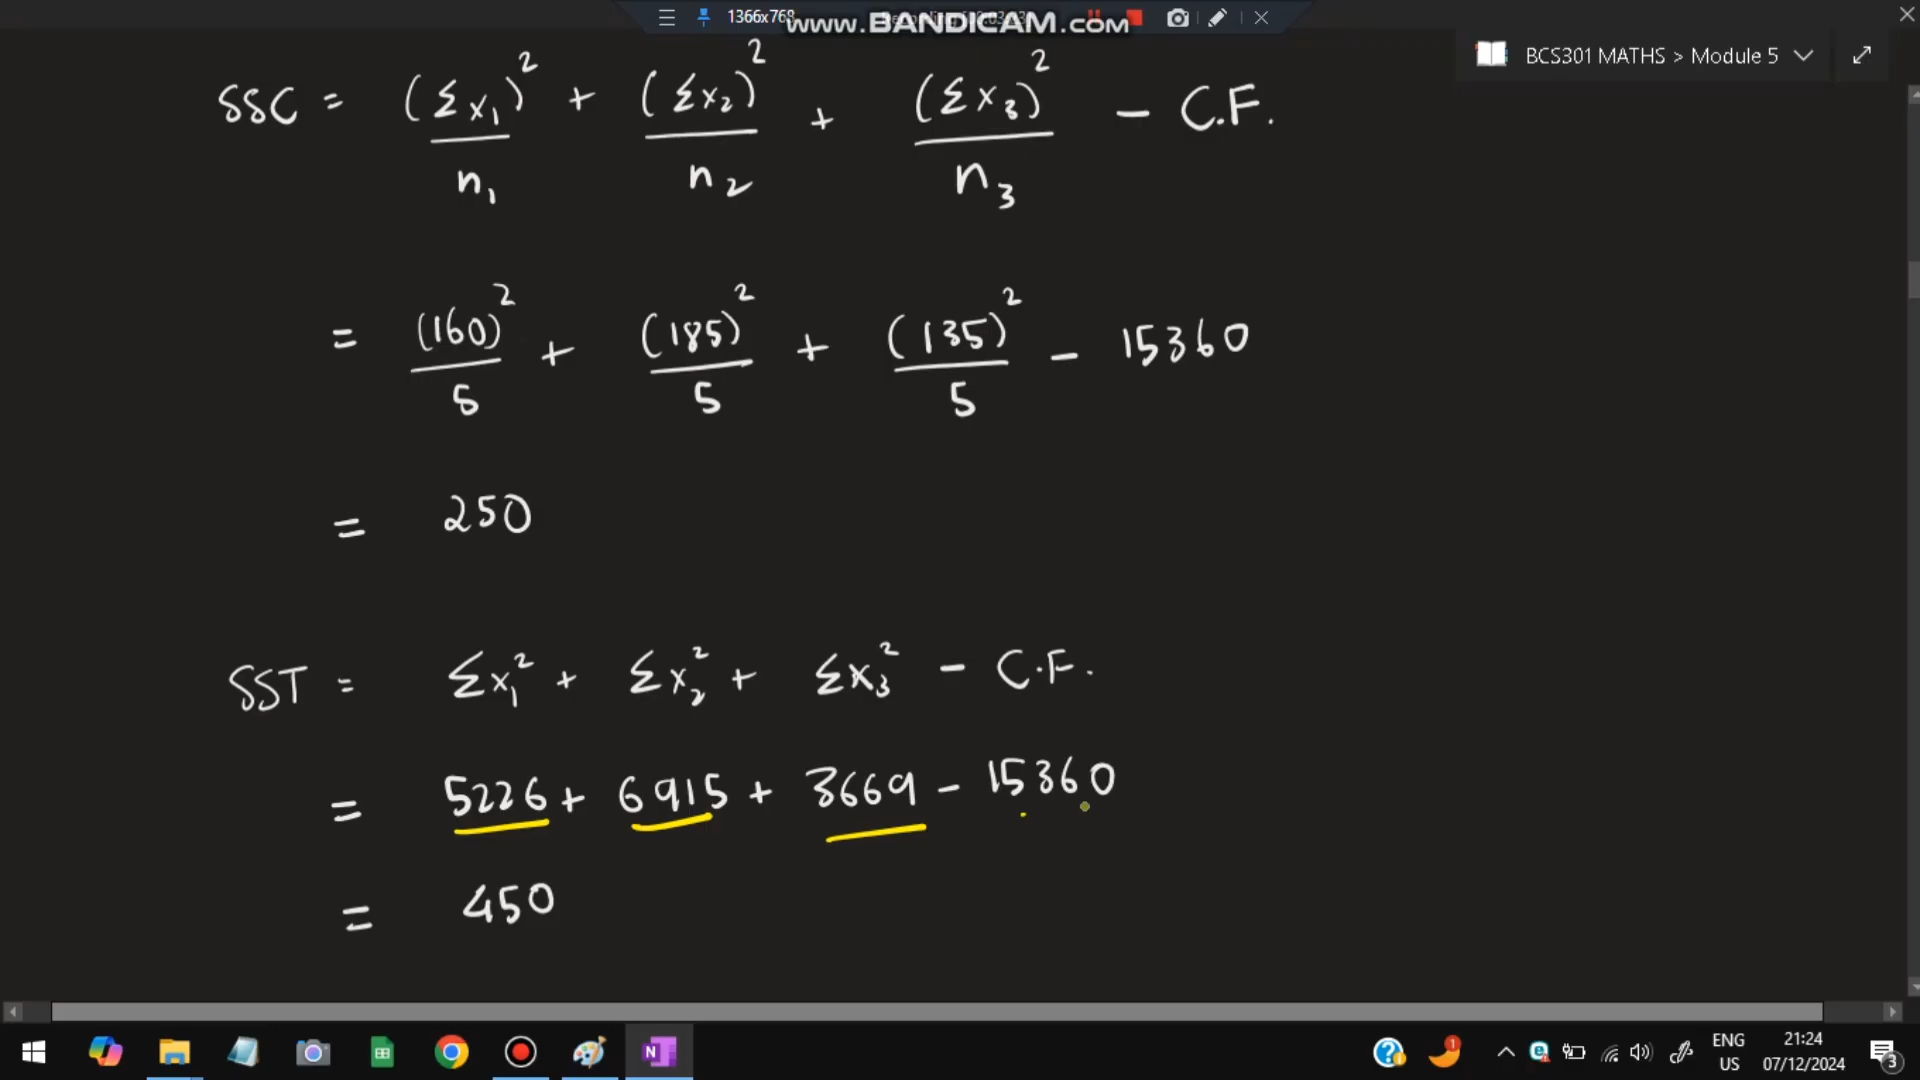 1366x768
www.BANDICAM.com
BCS301 MATHS > Module 5
SSC = (Σx₁)²/n₁ + (Σx₂)²/n₂ + (Σx₃)²/n₃ - C.F.
= (160)²/5 + (185)²/5 + (135)²/5 - 15360
= 250
SST = Σx₁² + Σx₂² + Σx₃² - C.F.
= 5226 + 6915 + 3669 - 15360
= 450
ENG
US
21:24
07/12/2024
1
3